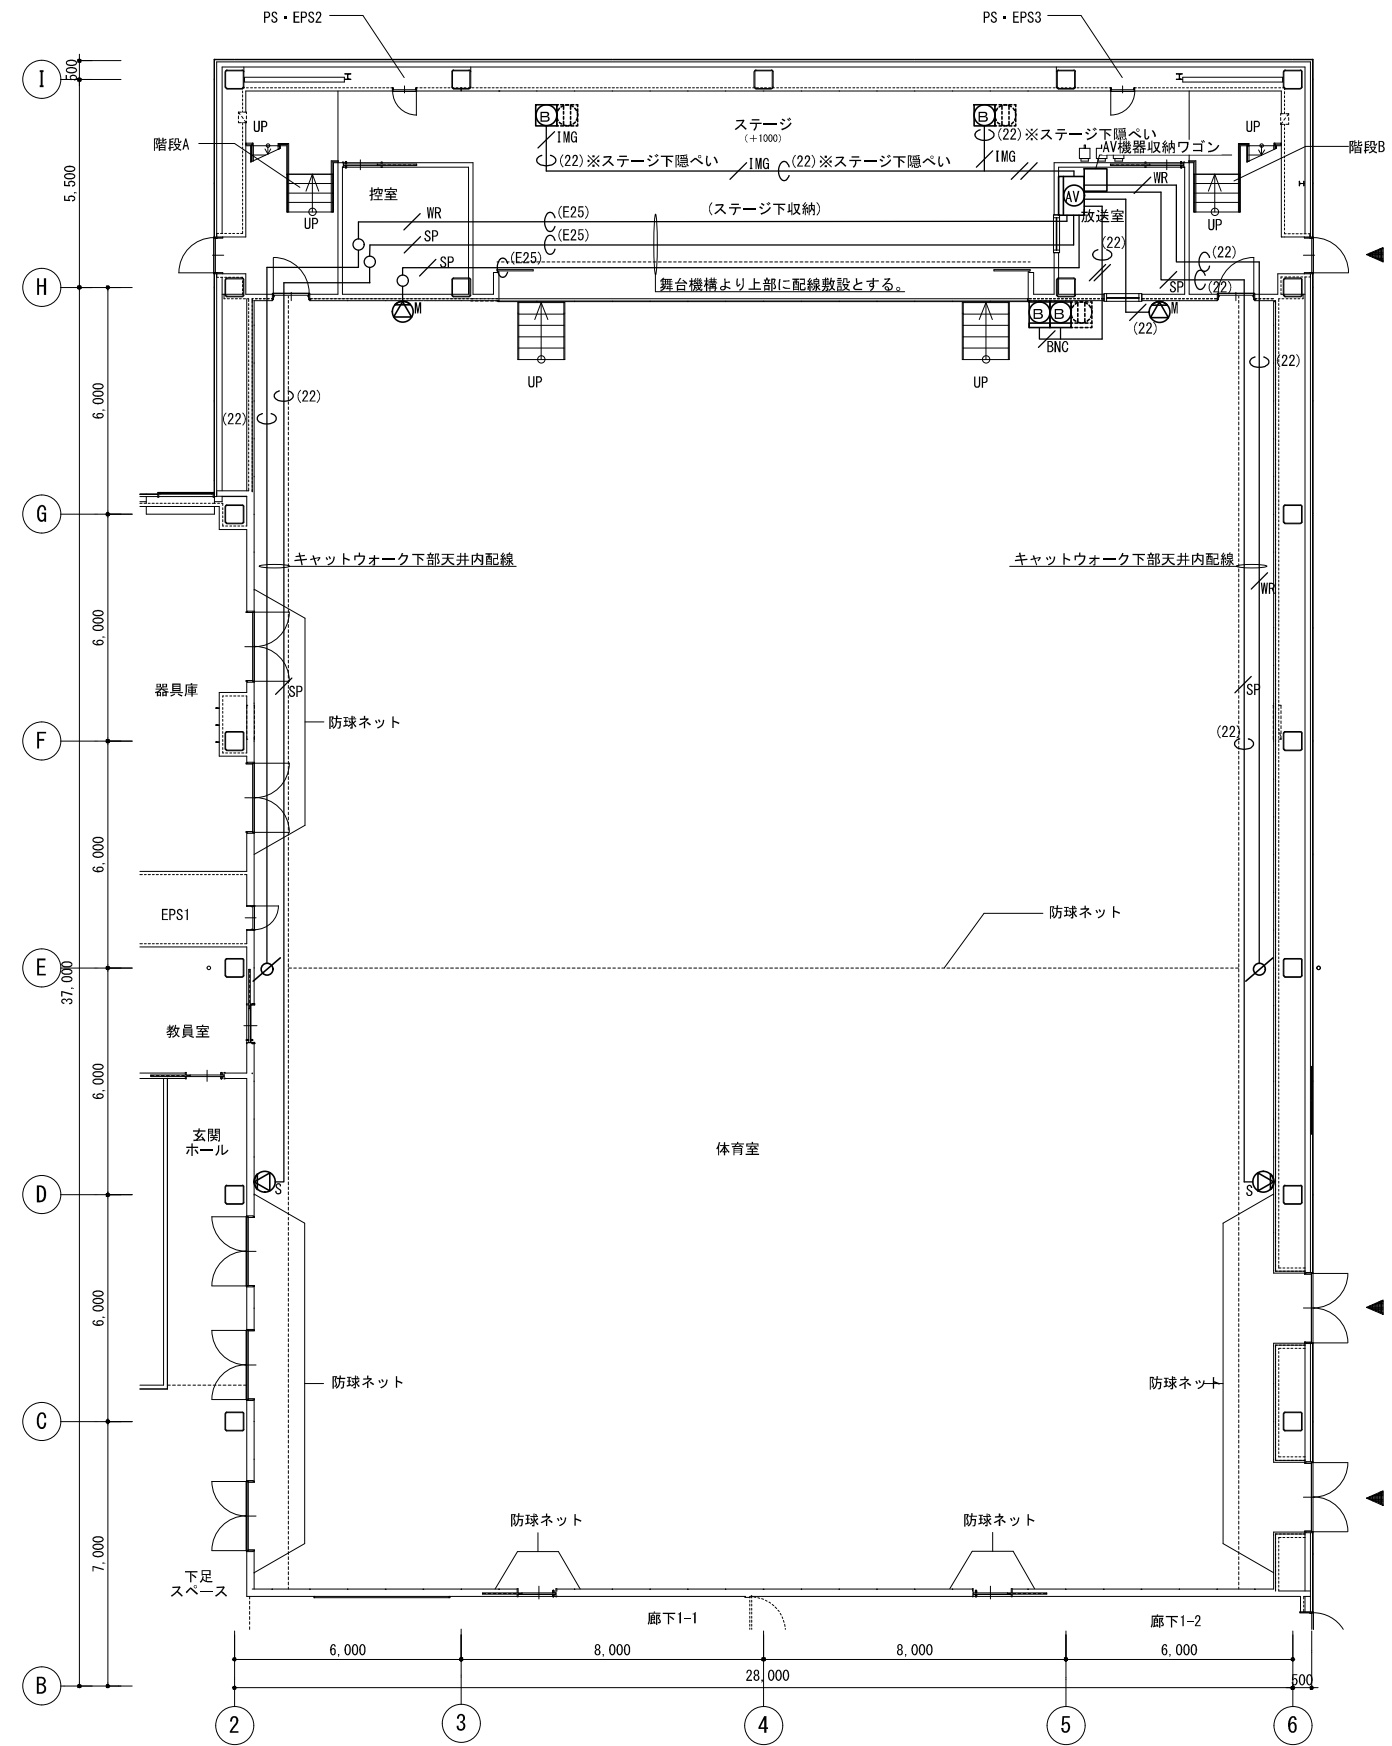 PS・EPS2
PS・EPS3
I
500
B
B
UP
ステージ
(+1000)
(22)※ステージ下隠ぺい
UP
階段A
IMG
AV機器収納ワゴン
階段B
(22)※ステージ下隠ぺい
IMG
(22)※ステージ下隠ぺい
IMG
5,500
控室
WR
AV
WR
UP
WR
(E25)
(ステージ下収納)
放送室
UP
SP
(E25)
(22)
(22)
SP
(E25)
舞台機構より上部に配線敷設とする。
SP
(22)
H
M
B
B
M
(22)
BNC
UP
UP
(22)
6,000
(22)
(22)
G
キャットウォーク下部天井内配線
キャットウォーク下部天井内配線
WR
6,000
器具庫
SP
SP
防球ネット
(22)
F
6,000
EPS1
防球ネット
E
37,000
教員室
6,000
玄関
ホール
体育室
D
S
S
6,000
防球ネット
防球ネット
C
防球ネット
防球ネット
7,000
下足
スペース
廊下1-1
廊下1-2
6,000
8,000
8,000
6,000
B
28,000
500
2
3
4
5
6